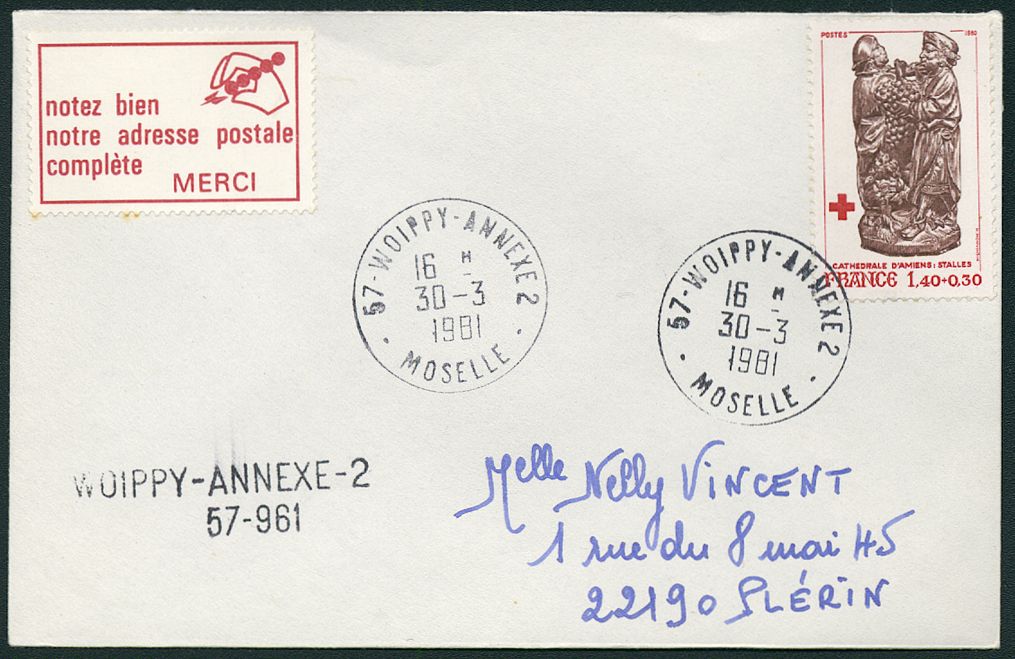 notez bien
notre adresse postale
complète
MERCI
POSTES 1980
CATHEDRALE D'AMIENS: STALLES
FRANCE 1,40+0,30
57-WOIPPY-ANNEXE 2
16 H
30-3
1981
MOSELLE
57-WOIPPY-ANNEXE 2
16 H
30-3
1981
MOSELLE
WOIPPY-ANNEXE-2
57-961
Melle Nelly VINCENT
1 rue du 8 mai 45
22190 PLÉRIN